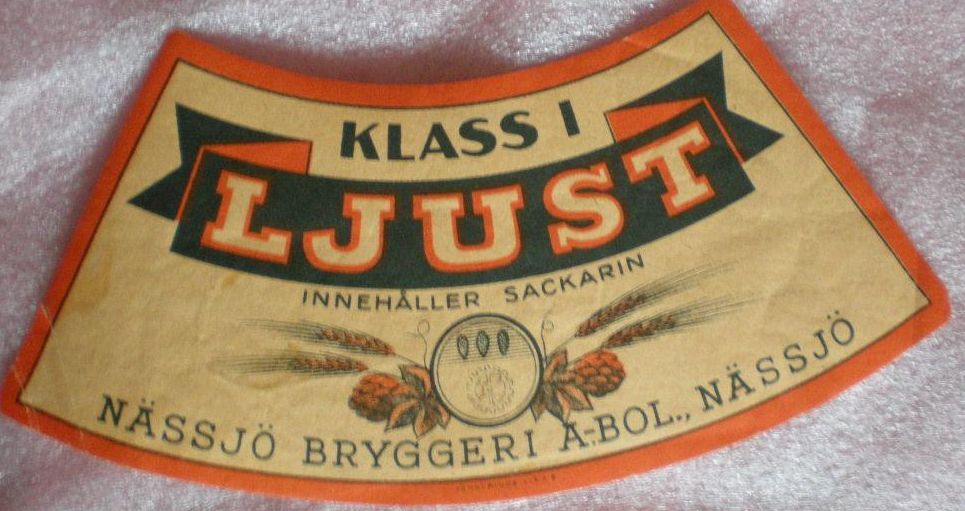 KLASS I
LJUST
INNEHÅLLER SACKARIN
NÄSSJÖ BRYGGERI A-BOL., NÄSSJÖ